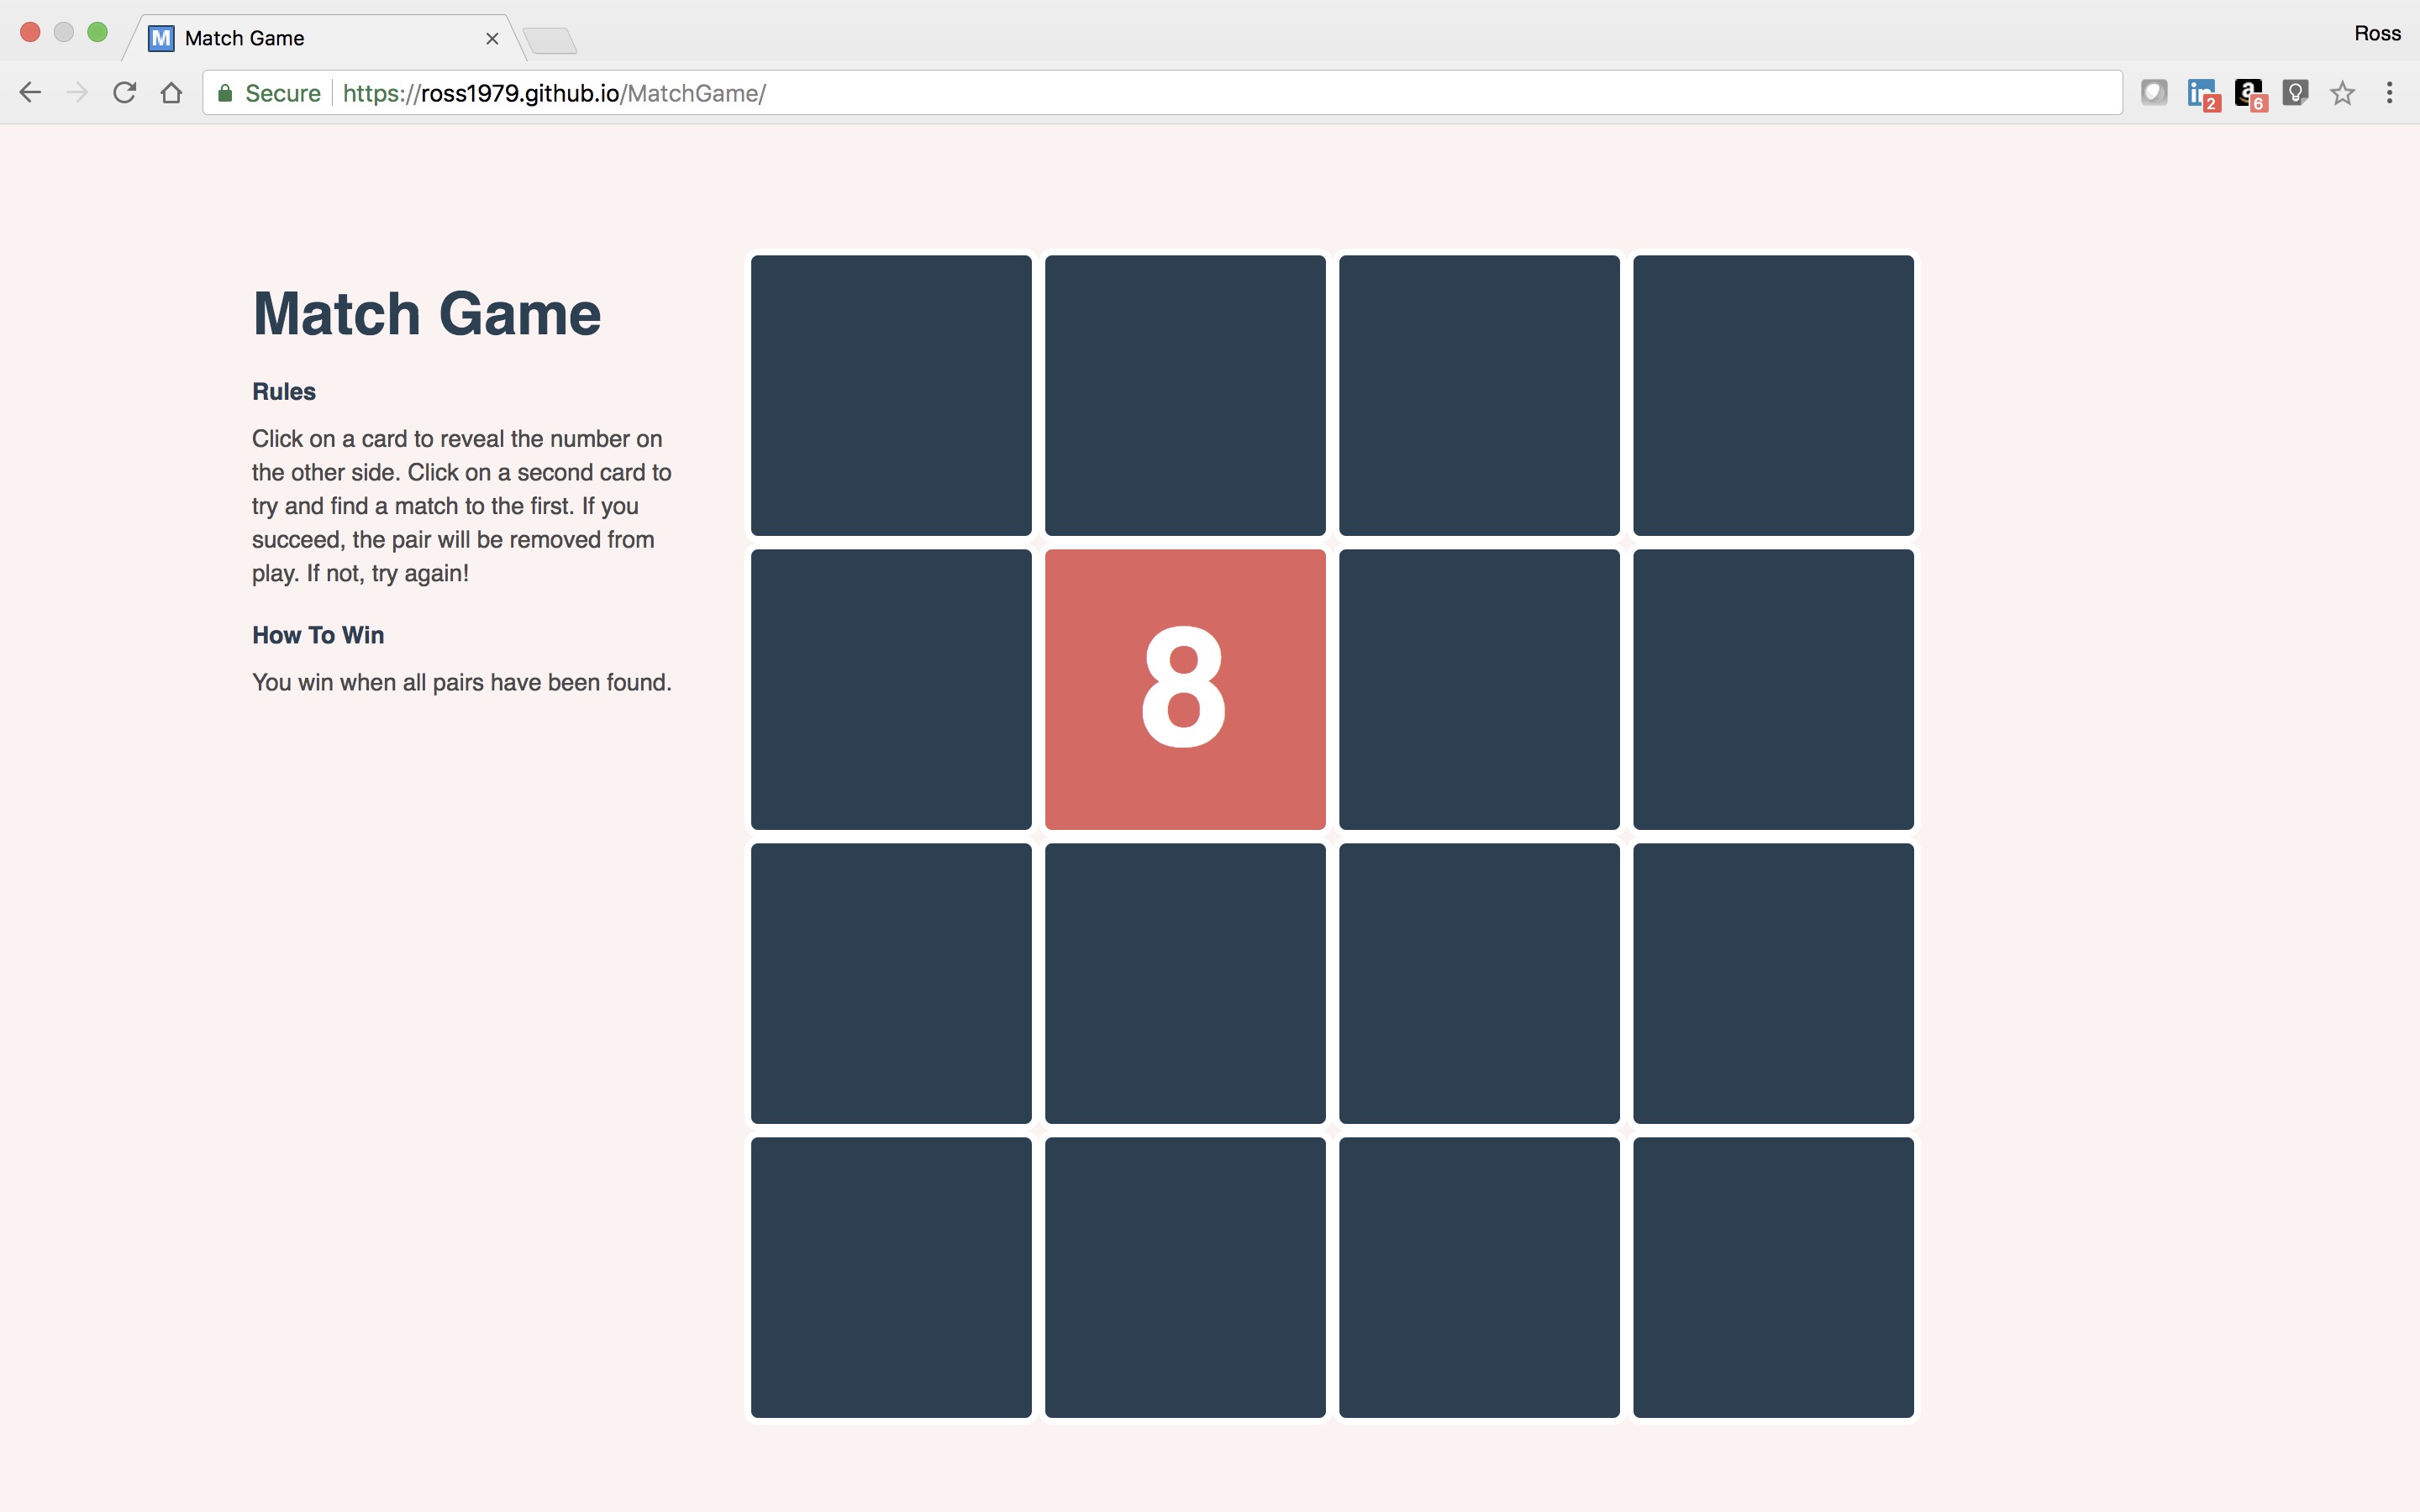 M Match Game
Ross
Secure https://ross1979.github.io/MatchGame/
in 2 a 6
Match Game
Rules
Click on a card to reveal the number on
the other side. Click on a second card to
try and find a match to the first. If you
succeed, the pair will be removed from
play. If not, try again!
How To Win
You win when all pairs have been found.
8